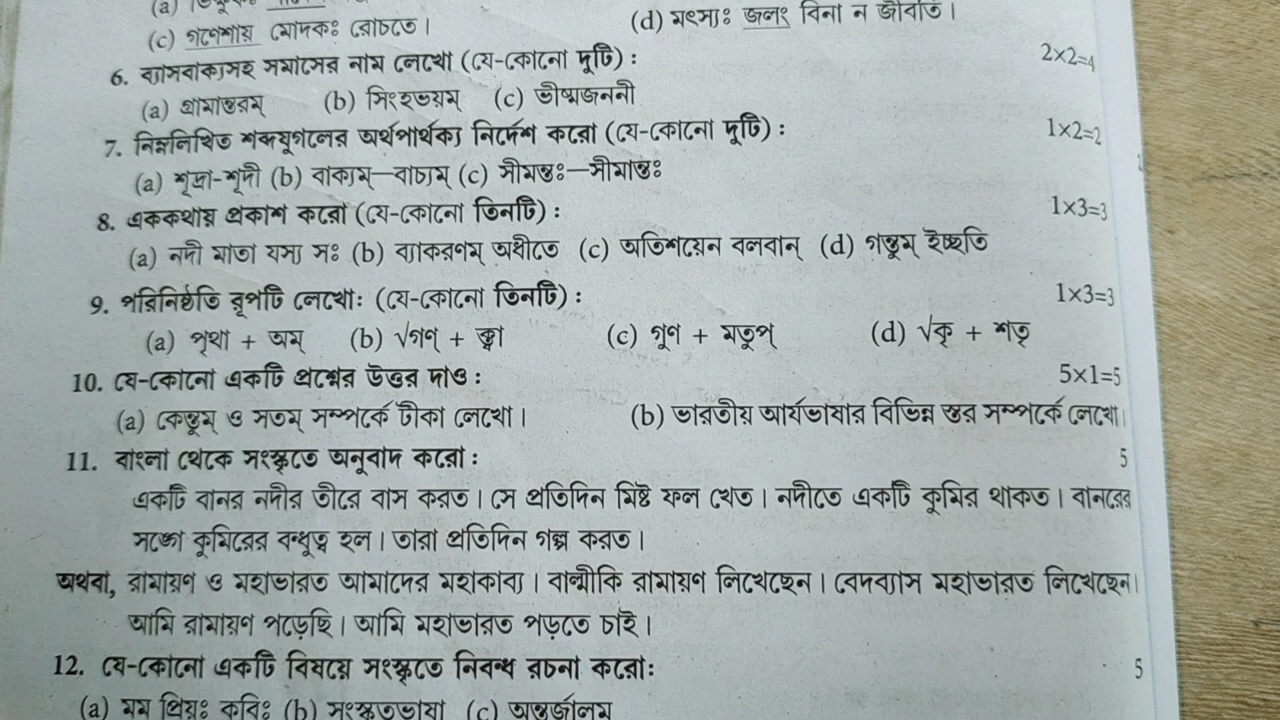 (a)
(d) মৎস্যঃ জলং বিনা ন জীবতি।
(c) গণেশায় মোদকঃ রোচতে।
6. ব্যাসবাক্যসহ সমাসের নাম লেখো (যে-কোনো দুটি) : 2×2=4
(a) গ্রামান্তরম্ (b) সিংহভয়ম্ (c) ভীষ্মজননী
7. নিম্নলিখিত শব্দযুগলের অর্থপার্থক্য নির্দেশ করো (যে-কোনো দুটি) : 1×2=2
(a) শূদ্রা-শূদ্রী (b) বাক্যম্—বাচ্যম্ (c) সীমন্তঃ—সীমান্তঃ
8. এককথায় প্রকাশ করো (যে-কোনো তিনটি) : 1×3=3
(a) নদী মাতা যস্য সঃ (b) ব্যাকরণম্ অধীতে (c) অতিশয়েন বলবান্ (d) গন্তুম্ ইচ্ছতি
9. পরিনিষ্ঠিত রূপটি লেখোঃ (যে-কোনো তিনটি) : 1×3=3
(a) পৃথা + অম্ (b) √গণ্ + ক্ত্বা (c) গুণ + মতুপ্ (d) √কৃ + শতৃ
10. যে-কোনো একটি প্রশ্নের উত্তর দাও : 5×1=5
(a) কেন্তুম্ ও সতম্ সম্পর্কে টীকা লেখো। (b) ভারতীয় আর্যভাষার বিভিন্ন স্তর সম্পর্কে লেখো।
11. বাংলা থেকে সংস্কৃতে অনুবাদ করো : 5
একটি বানর নদীর তীরে বাস করত। সে প্রতিদিন মিষ্ট ফল খেত। নদীতে একটি কুমির থাকত। বানরের
সঙ্গে কুমিরের বন্ধুত্ব হল। তারা প্রতিদিন গল্প করত।
অথবা, রামায়ণ ও মহাভারত আমাদের মহাকাব্য। বাল্মীকি রামায়ণ লিখেছেন। বেদব্যাস মহাভারত লিখেছেন।
আমি রামায়ণ পড়েছি। আমি মহাভারত পড়তে চাই।
12. যে-কোনো একটি বিষয়ে সংস্কৃতে নিবন্ধ রচনা করো: 5
(a) মম প্রিয়ঃ কবিঃ (b) সংস্কৃতভাষা (c) অন্তর্জালম্